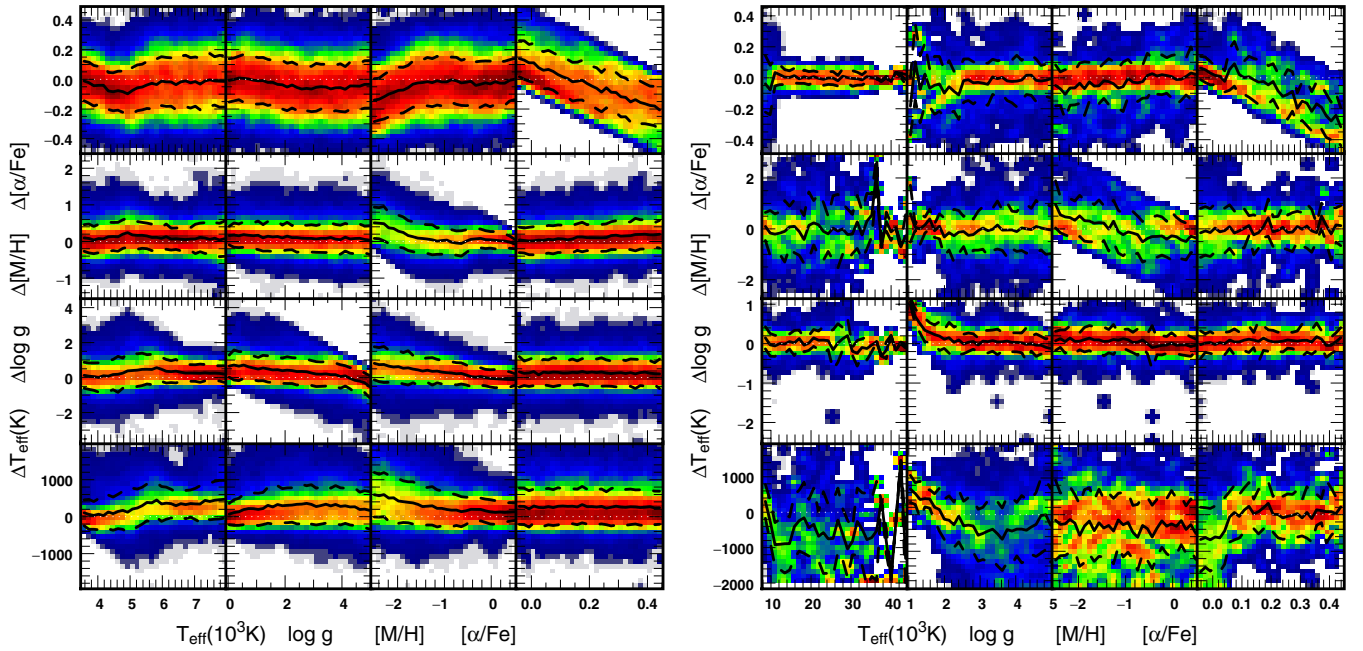 0.4
0.2
0.0
−0.2
−0.4
2
1
0
−1
4
2
0
−2
1000
0
−1000
Δ[α/Fe]
Δ[M/H]
Δlog g
ΔTeff(K)
4 5 6 7 0 2 4 −2 −1 0 0.0 0.2 0.4
Teff(10³K) log g [M/H] [α/Fe]
0.4
0.2
0.0
−0.2
0.4
2
0
−2
1
0
−1
−2
1000
0
−1000
−2000
Δ[α/Fe]
Δ[M/H]
Δlog g
ΔTeff(K)
10 20 30 40 1 2 3 4 5 −2 −1 0 0.0 0.1 0.2 0.3 0.4
Teff(10³K) log g [M/H] [α/Fe]